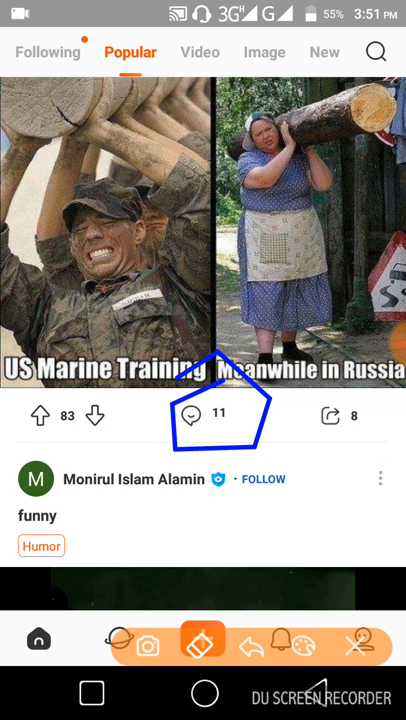 3G H G 55% 3:51 PM
Following Popular Video Image New
US Marine Training Meanwhile in Russia
83 11 8
M Monirul Islam Alamin · FOLLOW
funny
Humor
DU SCREEN RECORDER